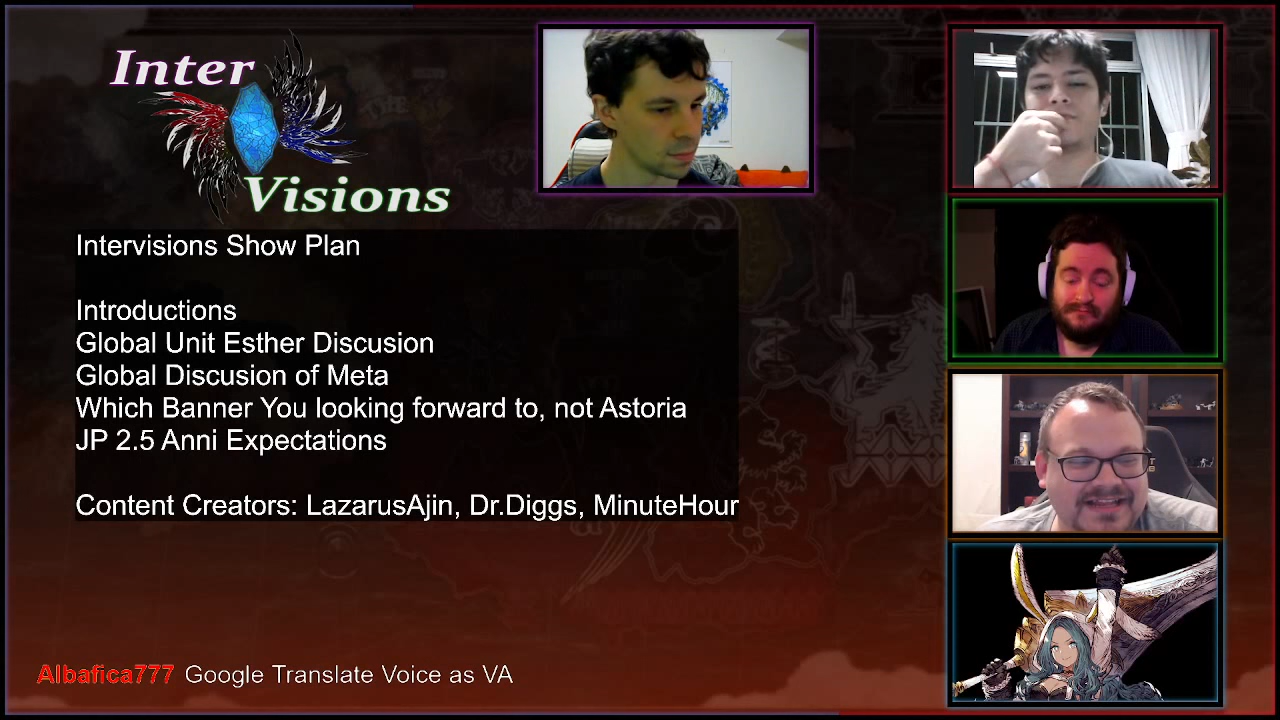 Inter
Visions
Intervisions Show Plan
Introductions
Global Unit Esther Discusion
Global Discusion of Meta
Which Banner You looking forward to, not Astoria
JP 2.5 Anni Expectations
Content Creators: LazarusAjin, Dr.Diggs, MinuteHour
Albafica777 Google Translate Voice as VA